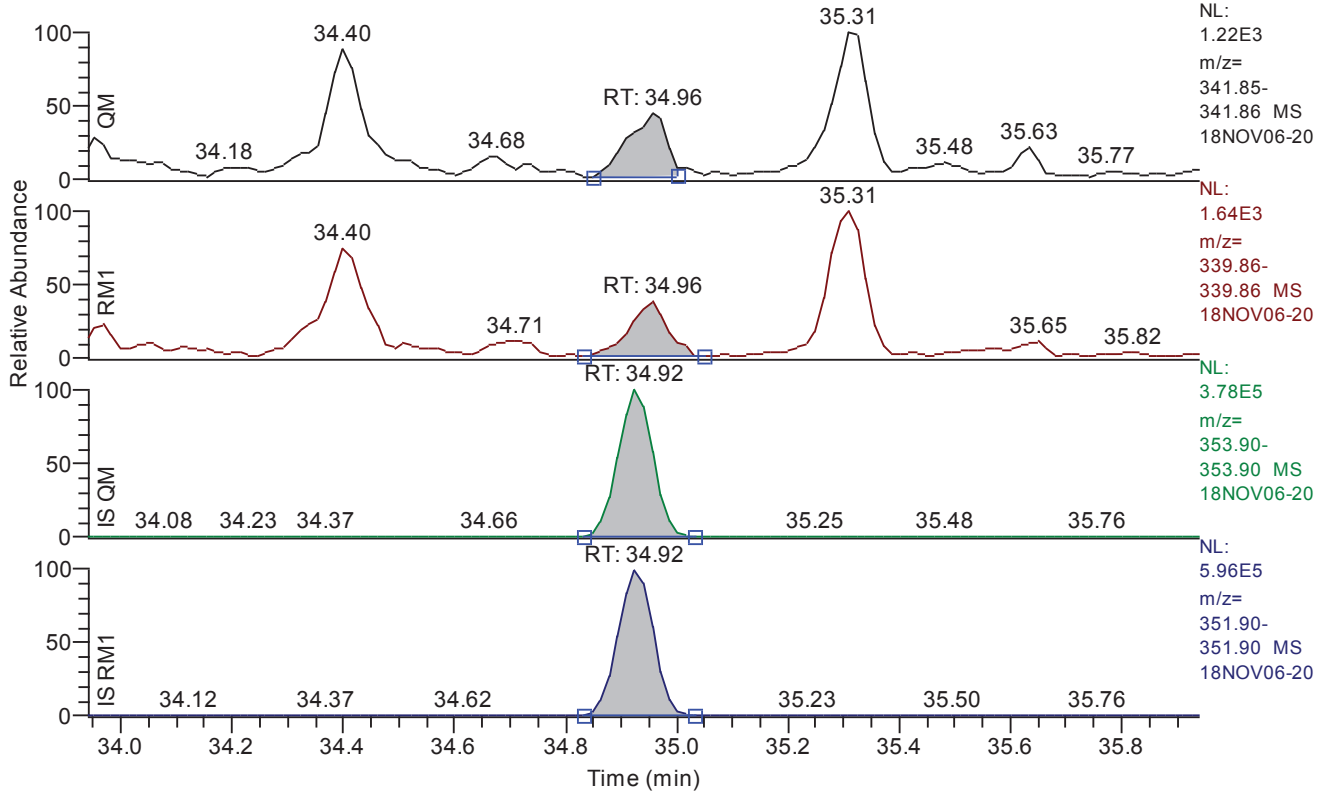 Relative Abundance
100
50
0
QM
34.18
34.40
34.68
RT: 34.96
35.31
35.48
35.63
35.77
NL:
1.22E3
m/z=
341.85-
341.86 MS
18NOV06-20
100
50
0
RM1
34.40
34.71
RT: 34.96
35.31
35.65
35.82
NL:
1.64E3
m/z=
339.86-
339.86 MS
18NOV06-20
100
50
0
IS QM
34.08
34.23
34.37
34.66
RT: 34.92
35.25
35.48
35.76
NL:
3.78E5
m/z=
353.90-
353.90 MS
18NOV06-20
100
50
0
IS RM1
34.12
34.37
34.62
RT: 34.92
35.23
35.50
35.76
NL:
5.96E5
m/z=
351.90-
351.90 MS
18NOV06-20
34.0 34.2 34.4 34.6 34.8 35.0 35.2 35.4 35.6 35.8
Time (min)